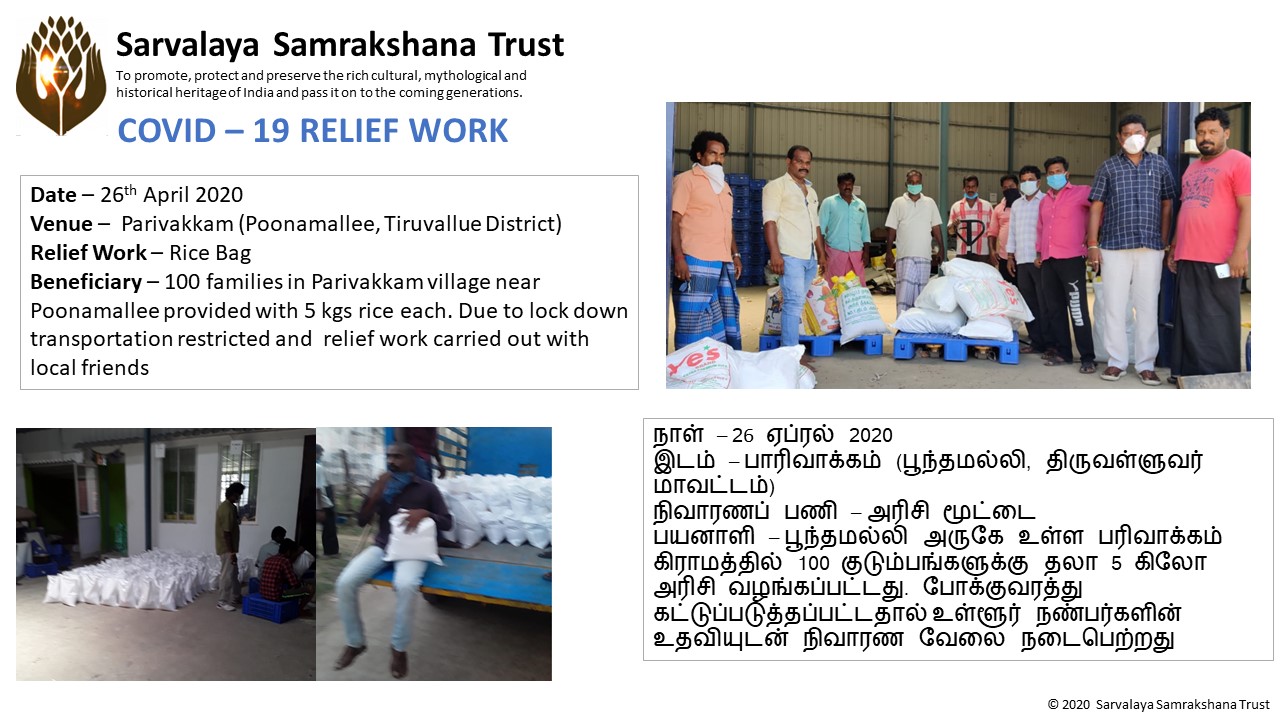 Sarvalaya Samrakshana Trust
To promote, protect and preserve the rich cultural, mythological and
historical heritage of India and pass it on to the coming generations.
COVID – 19 RELIEF WORK
Date – 26th April 2020
Venue – Parivakkam (Poonamallee, Tiruvallue District)
Relief Work – Rice Bag
Beneficiary – 100 families in Parivakkam village near
Poonamallee provided with 5 kgs rice each. Due to lock down
transportation restricted and relief work carried out with
local friends
Yes
PUMA
நாள் – 26 ஏப்ரல் 2020
இடம் – பாரிவாக்கம் (பூந்தமல்லி, திருவள்ளுவர்
மாவட்டம்)
நிவாரணப் பணி – அரிசி மூட்டை
பயனாளி – பூந்தமல்லி அருகே உள்ள பரிவாக்கம்
கிராமத்தில் 100 குடும்பங்களுக்கு தலா 5 கிலோ
அரிசி வழங்கப்பட்டது. போக்குவரத்து
கட்டுப்படுத்தப்பட்டதால் உள்ளூர் நண்பர்களின்
உதவியுடன் நிவாரண வேலை நடைபெற்றது
© 2020 Sarvalaya Samrakshana Trust